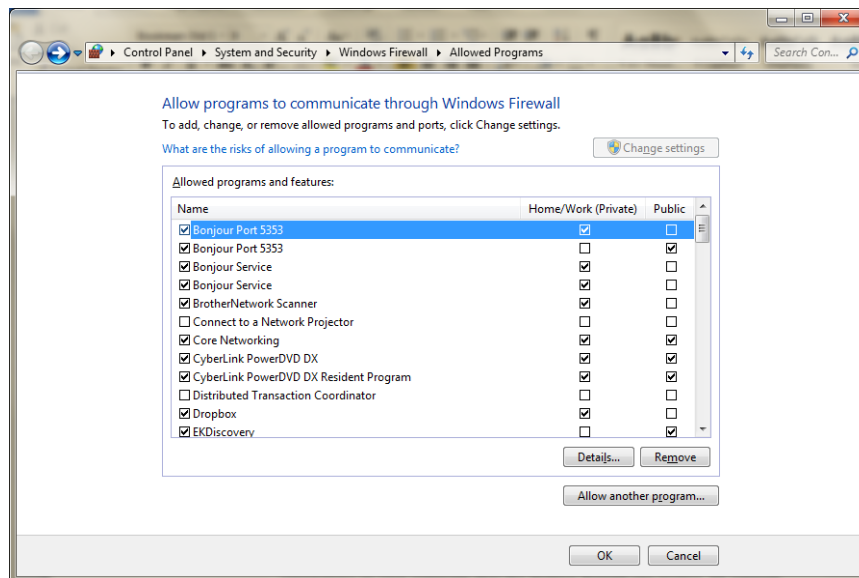 Control Panel ▸ System and Security ▸ Windows Firewall ▸ Allowed Programs
Search Con...
Allow programs to communicate through Windows Firewall
To add, change, or remove allowed programs and ports, click Change settings.
What are the risks of allowing a program to communicate?
Change settings
Allowed programs and features:
Name Home/Work (Private) Public
Bonjour Port 5353
Bonjour Port 5353
Bonjour Service
Bonjour Service
BrotherNetwork Scanner
Connect to a Network Projector
Core Networking
CyberLink PowerDVD DX
CyberLink PowerDVD DX Resident Program
Distributed Transaction Coordinator
Dropbox
EKDiscovery
Details... Remove
Allow another program...
OK Cancel